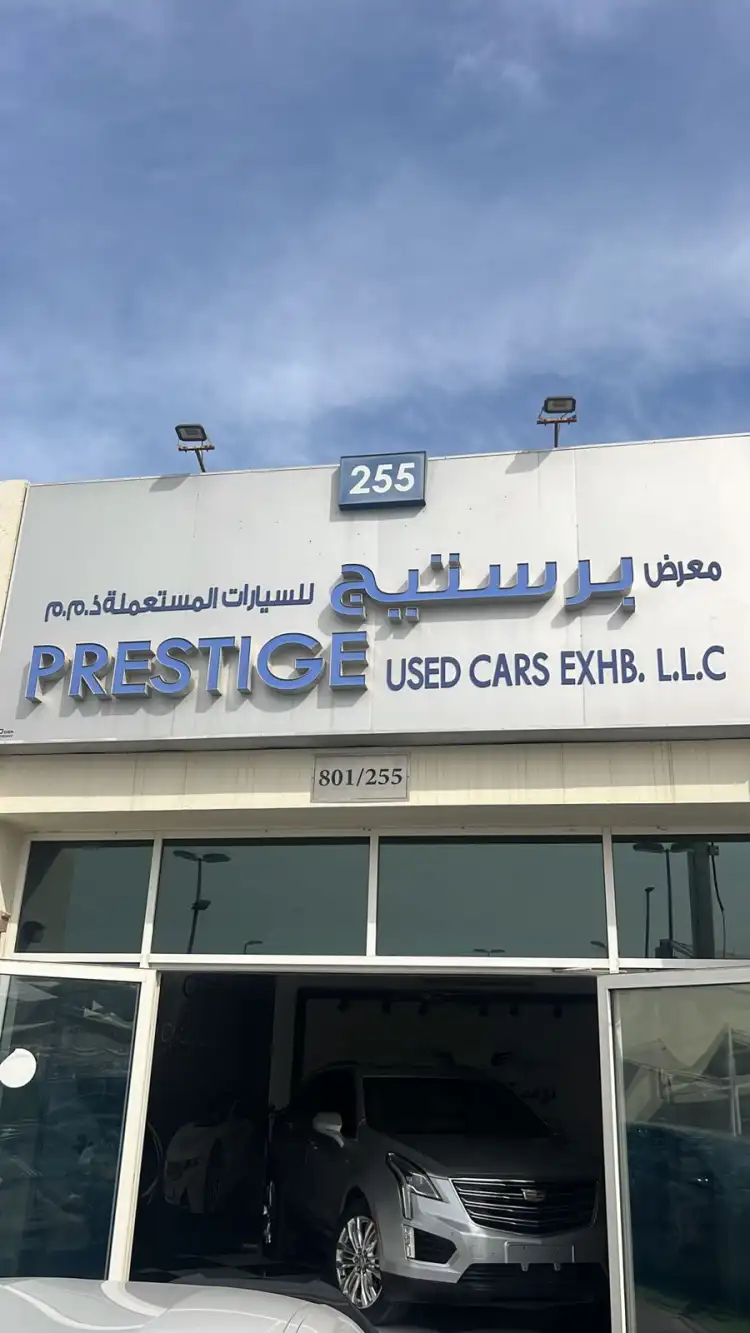 255
معرض برستيج للسيارات المستعملة ذ.م.م
PRESTIGE USED CARS EXHB. L.L.C
801/255